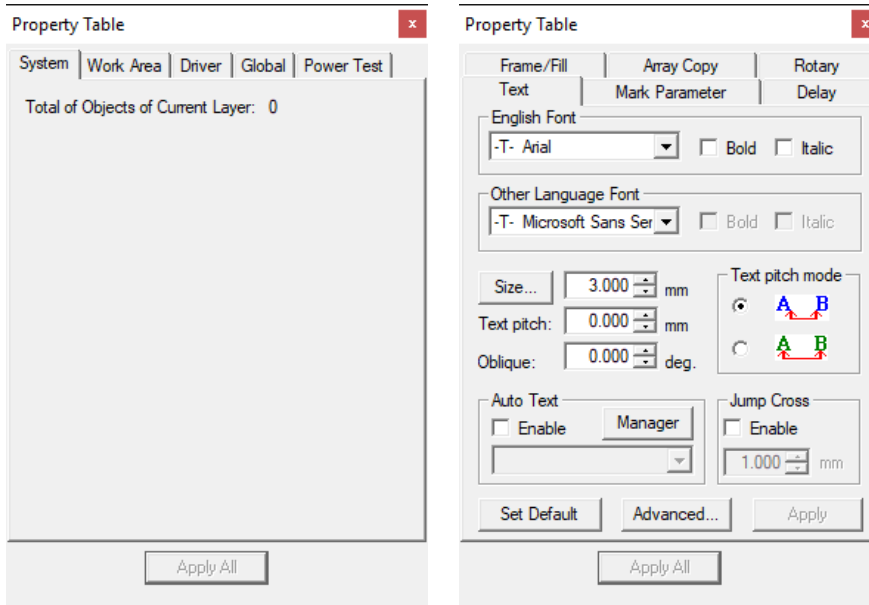 Property Table
x
System Work Area Driver Global Power Test
Total of Objects of Current Layer: 0
Apply All
Property Table
x
Frame/Fill Array Copy Rotary
Text Mark Parameter Delay
English Font
-T- Arial Bold Italic
Other Language Font
-T- Microsoft Sans Ser Bold Italic
Size... 3.000 mm
Text pitch: 0.000 mm
Oblique: 0.000 deg.
Text pitch mode
A B
A B
Auto Text
Enable Manager
Jump Cross
Enable
1.000 mm
Set Default Advanced... Apply
Apply All